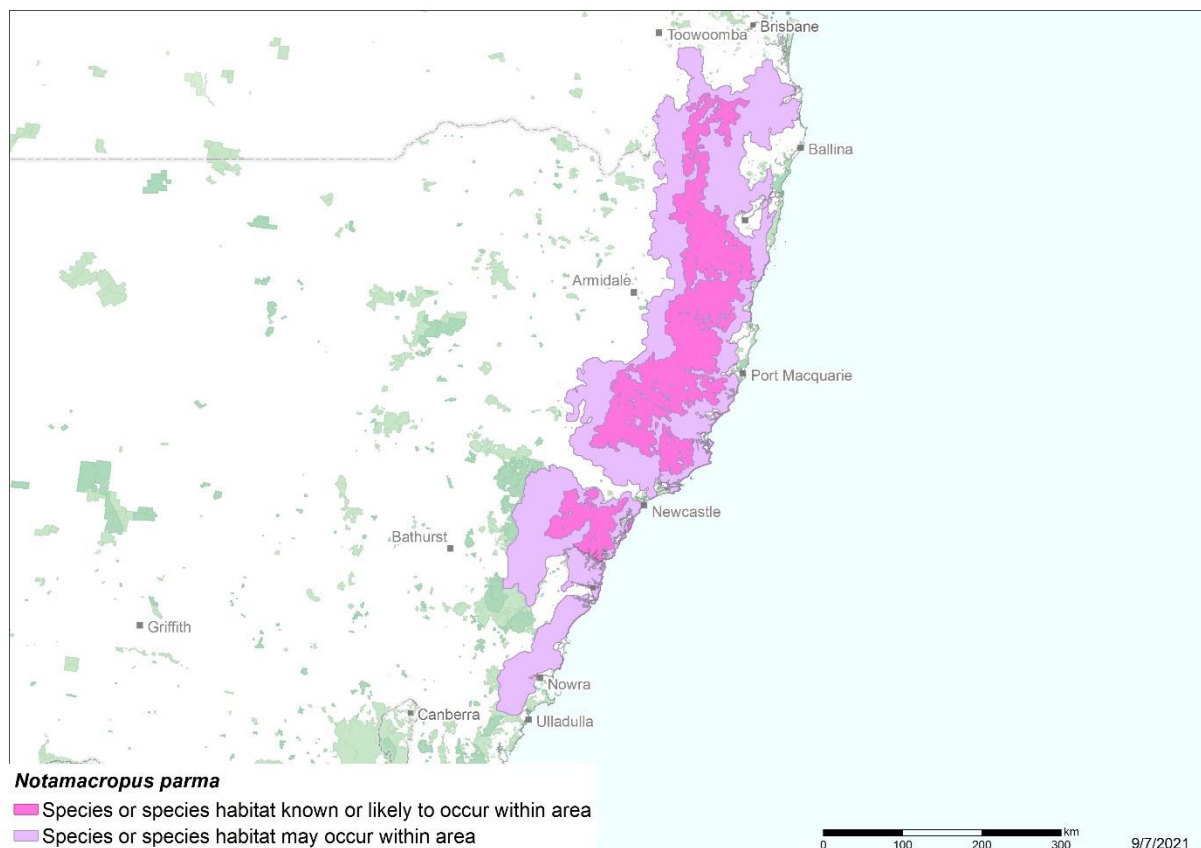 Toowoomba
Brisbane
Ballina
Armidale
Port Macquarie
Newcastle
Bathurst
Griffith
Nowra
Canberra
Ulladulla
Notamacropus parma
Species or species habitat known or likely to occur within area
Species or species habitat may occur within area
km
0 100 200 300
9/7/2021